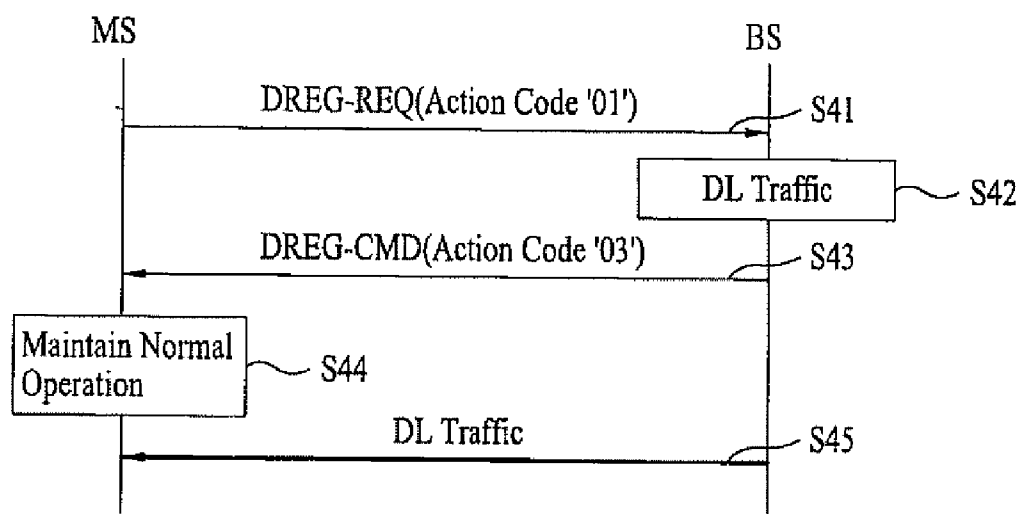 MS
BS
DREG-REQ(Action Code '01')
S41
DL Traffic
S42
DREG-CMD(Action Code '03')
S43
Maintain Normal
Operation
S44
DL Traffic
S45